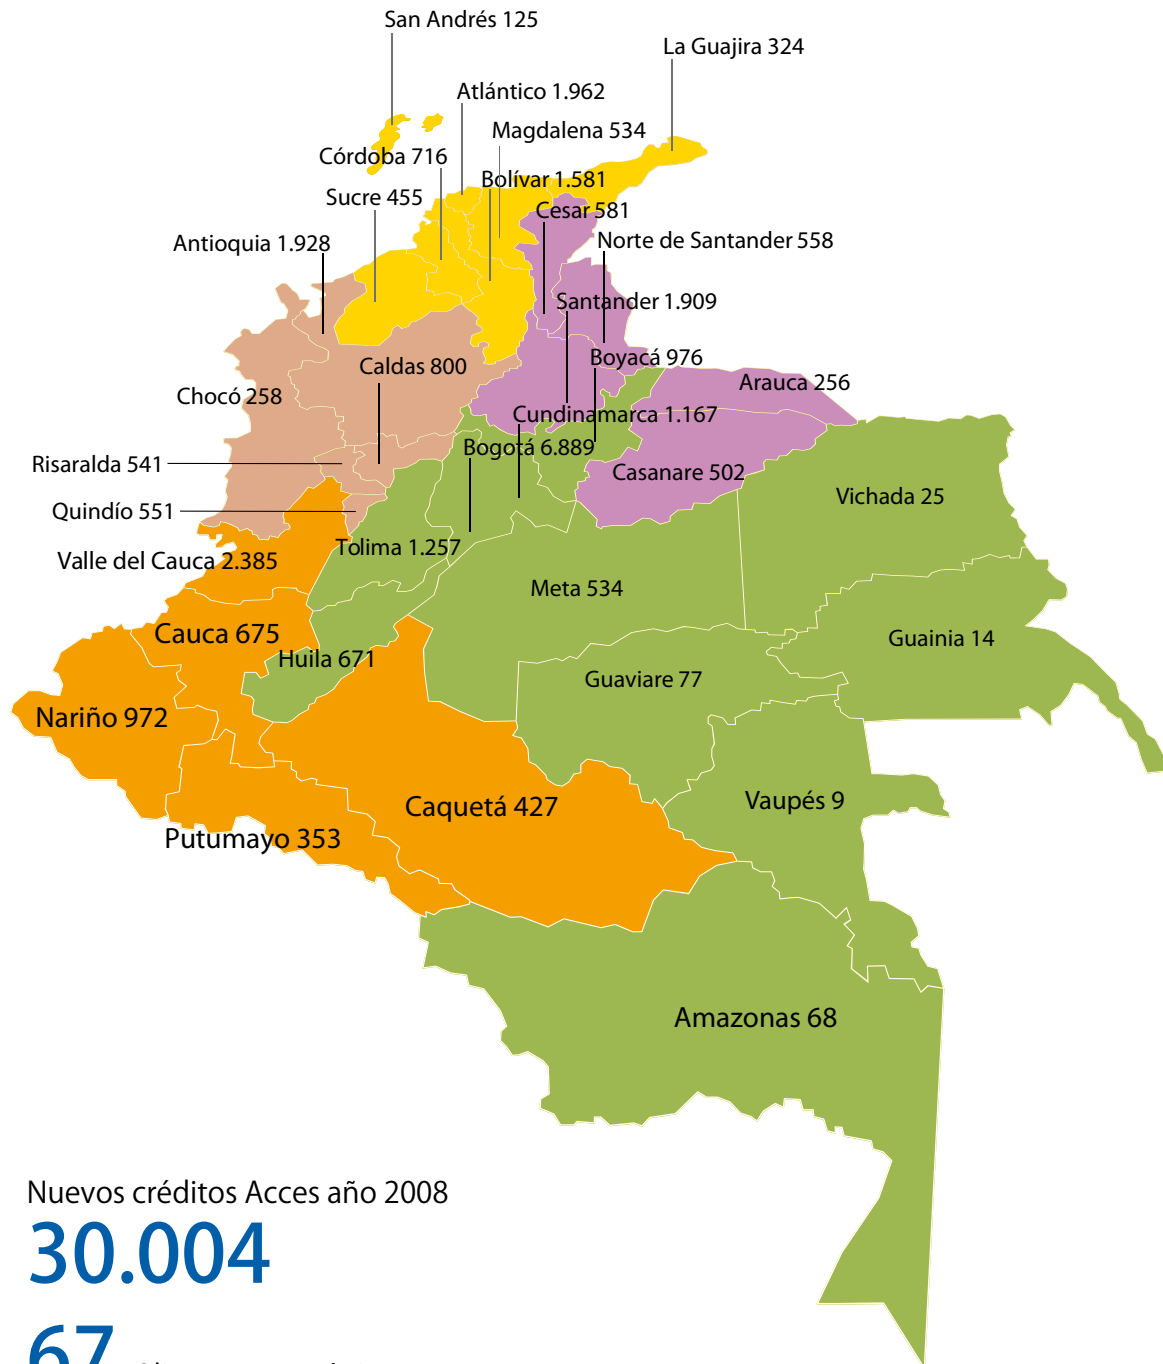 San Andrés 125
La Guajira 324
Atlántico 1.962
Magdalena 534
Córdoba 716
Bolívar 1.581
Sucre 455
Cesar 581
Antioquia 1.928
Norte de Santander 558
Santander 1.909
Boyacá 976
Caldas 800
Arauca 256
Chocó 258
Cundinamarca 1.167
Bogotá 6.889
Risaralda 541
Casanare 502
Vichada 25
Quindío 551
Tolima 1.257
Valle del Cauca 2.385
Meta 534
Cauca 675
Guainia 14
Huila 671
Guaviare 77
Nariño 972
Vaupés 9
Caquetá 427
Putumayo 353
Amazonas 68
Nuevos créditos Acces año 2008
30.004
67